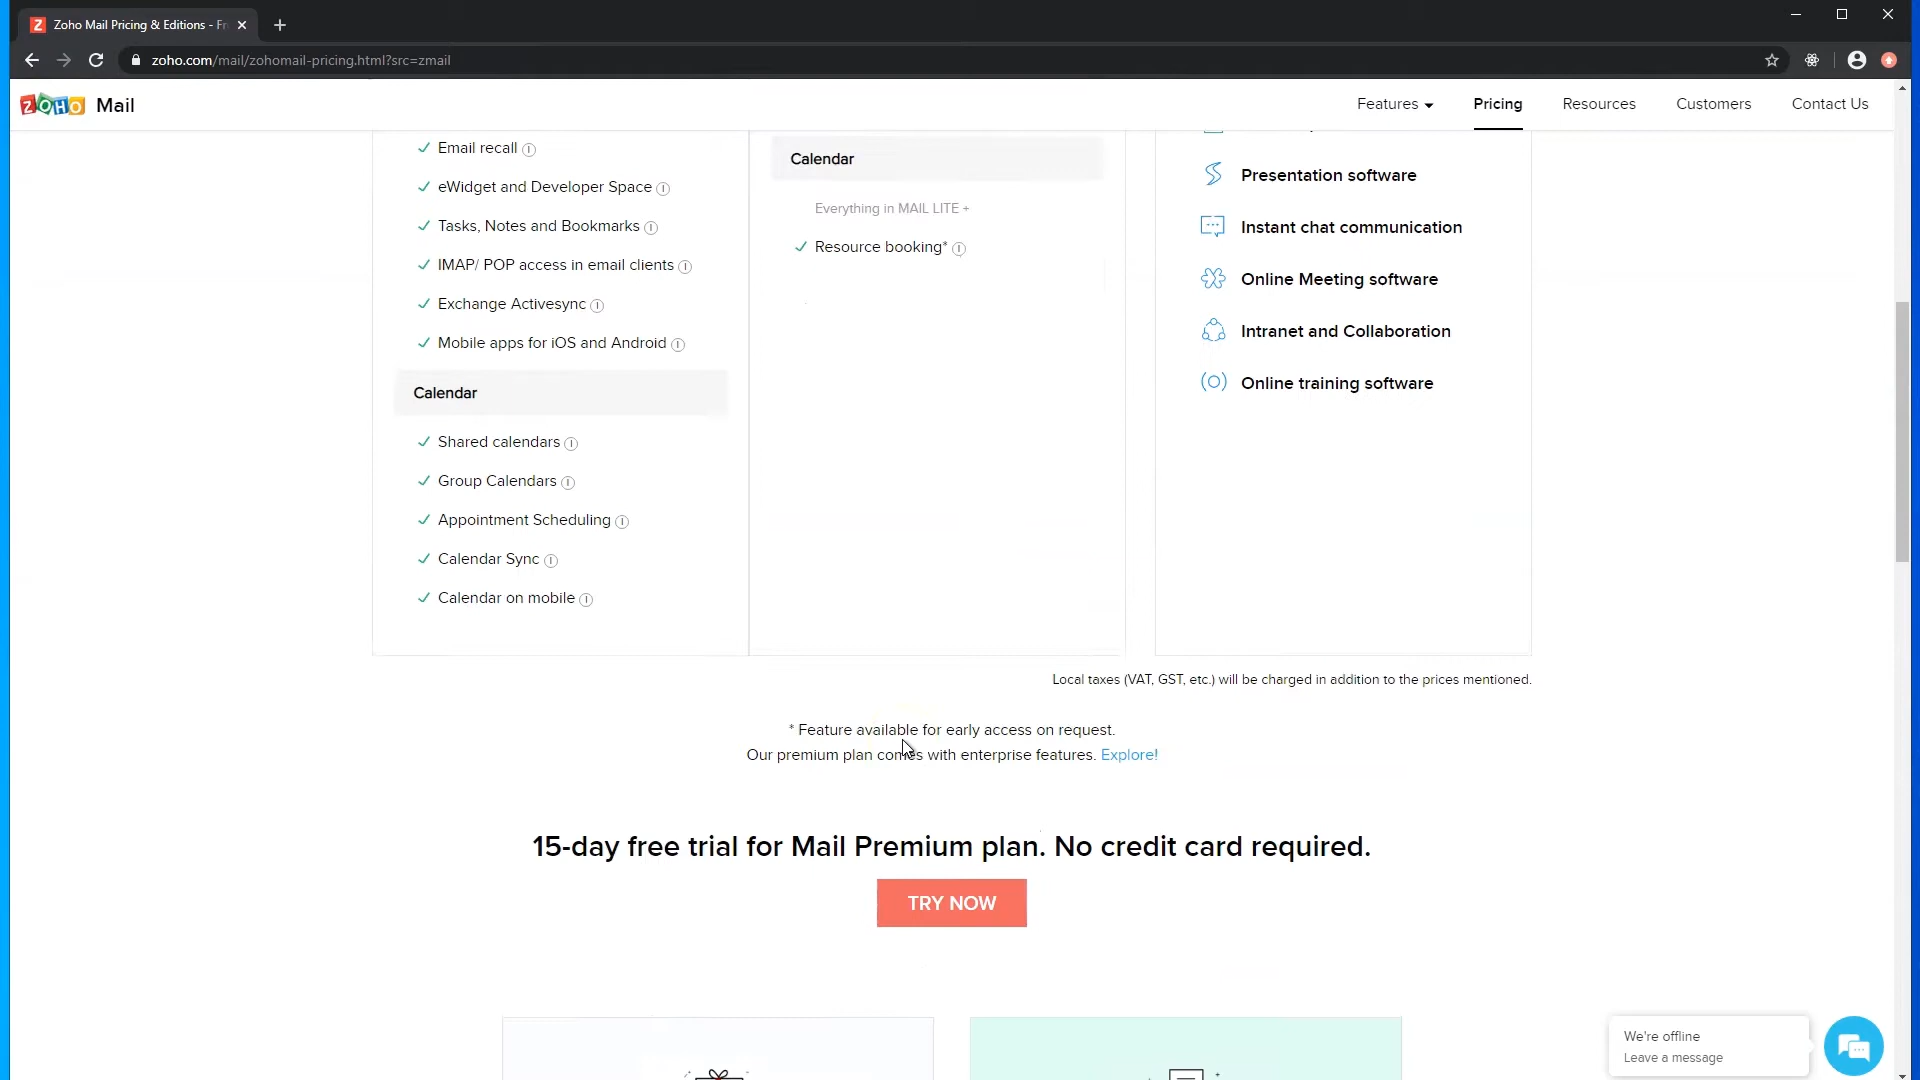 Zoho Mail Pricing & Editions - Fr
zoho.com/mail/zohomail-pricing.html?src=zmail
ZOHO Mail
Features
Pricing
Resources
Customers
Contact Us
✓ Email recall
✓ eWidget and Developer Space
✓ Tasks, Notes and Bookmarks
✓ IMAP/ POP access in email clients
✓ Exchange Activesync
✓ Mobile apps for iOS and Android
Calendar
✓ Shared calendars
✓ Group Calendars
✓ Appointment Scheduling
✓ Calendar Sync
✓ Calendar on mobile
Calendar
Everything in MAIL LITE +
✓ Resource booking*
Presentation software
Instant chat communication
Online Meeting software
Intranet and Collaboration
Online training software
Local taxes (VAT, GST, etc.) will be charged in addition to the prices mentioned.
* Feature available for early access on request.
Our premium plan comes with enterprise features. Explore!
15-day free trial for Mail Premium plan. No credit card required.
TRY NOW
We're offline
Leave a message